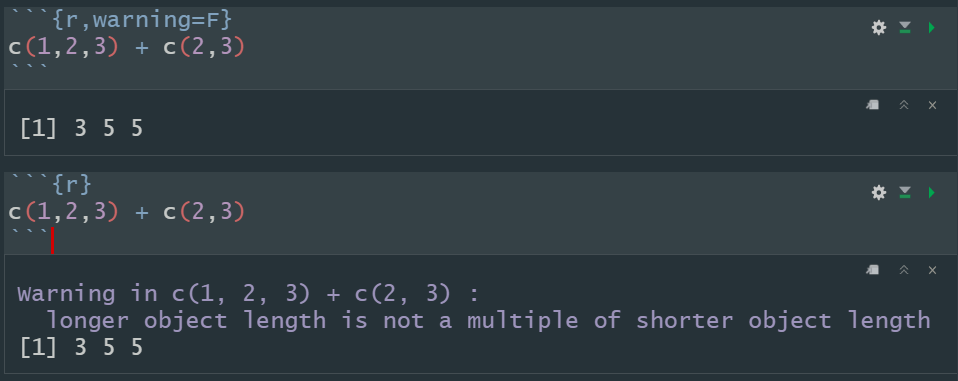 ```{r,warning=F}
c(1,2,3) + c(2,3)
```
[1] 3 5 5
```{r}
c(1,2,3) + c(2,3)
```
Warning in c(1, 2, 3) + c(2, 3) :
  longer object length is not a multiple of shorter object length
[1] 3 5 5